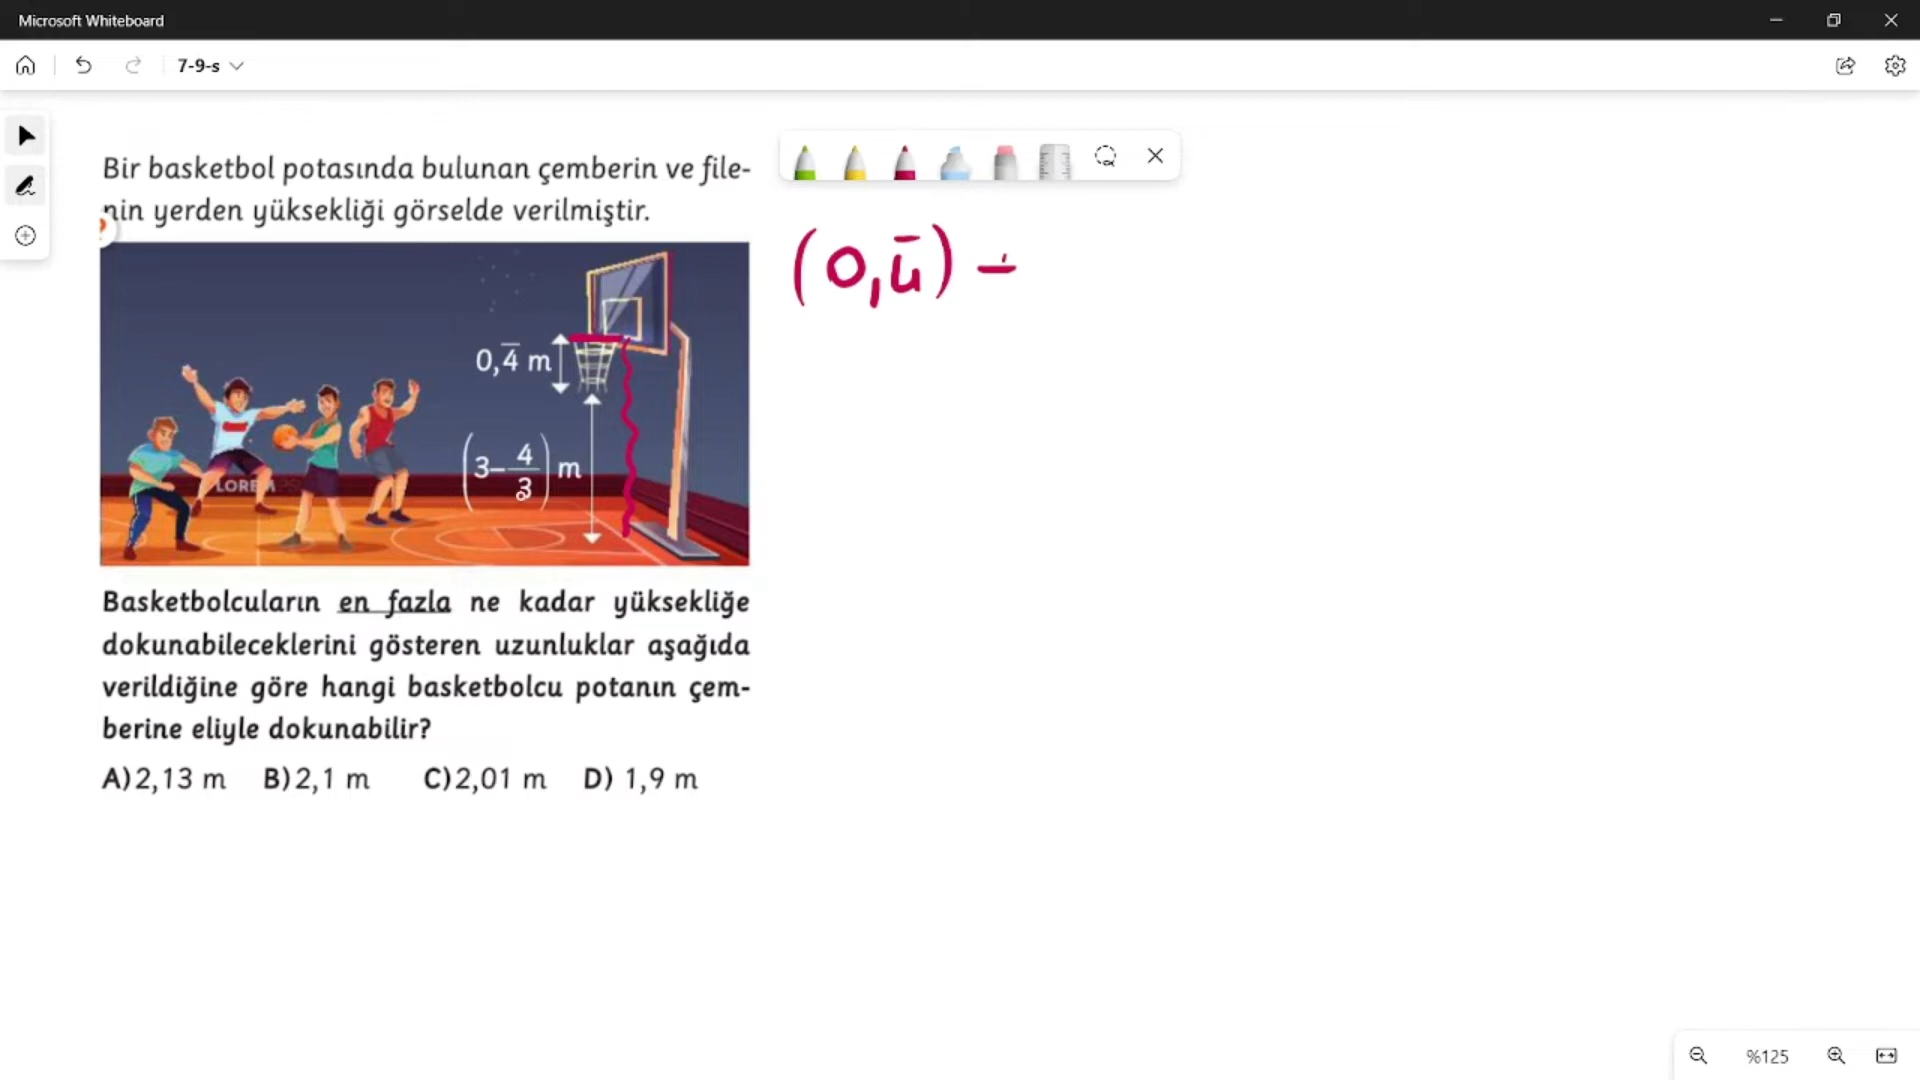 Microsoft Whiteboard
7-9-s
Bir basketbol potasında bulunan çemberin ve file-
nin yerden yüksekliği görselde verilmiştir.
(0,4̅) +
0,4̅ m
(3-4/3) m
LOREM
Basketbolcuların en fazla ne kadar yüksekliğe
dokunabileceklerini gösteren uzunluklar aşağıda
verildiğine göre hangi basketbolcu potanın çem-
berine eliyle dokunabilir?
A)2,13 m B)2,1 m C)2,01 m D) 1,9 m
%125